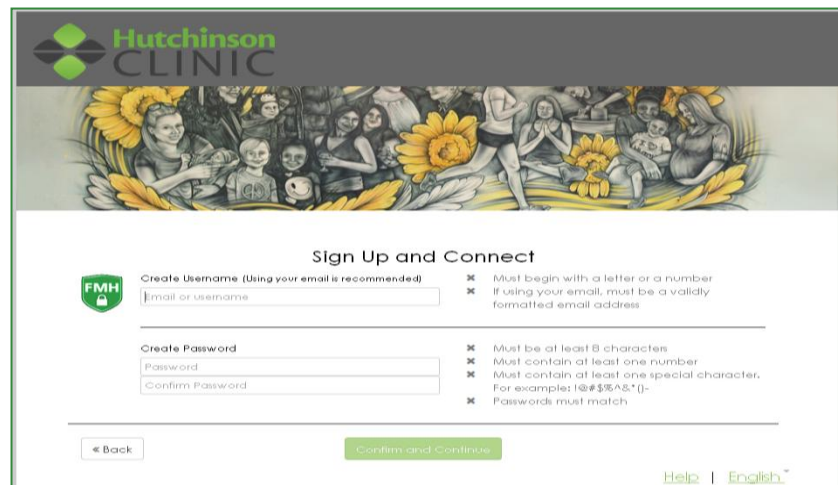 Hutchinson
CLINIC
Sign Up and Connect
FMH
Create Username (Using your email is recommended)
Email or username
✖ Must begin with a letter or a number
✖ If using your email, must be a validly
formatted email address
Create Password
Password
Confirm Password
✖ Must be at least 8 characters
✖ Must contain at least one number
✖ Must contain at least one special character.
For example: !@#$%^&*()-
✖ Passwords must match
« Back
Confirm and Continue
Help | English